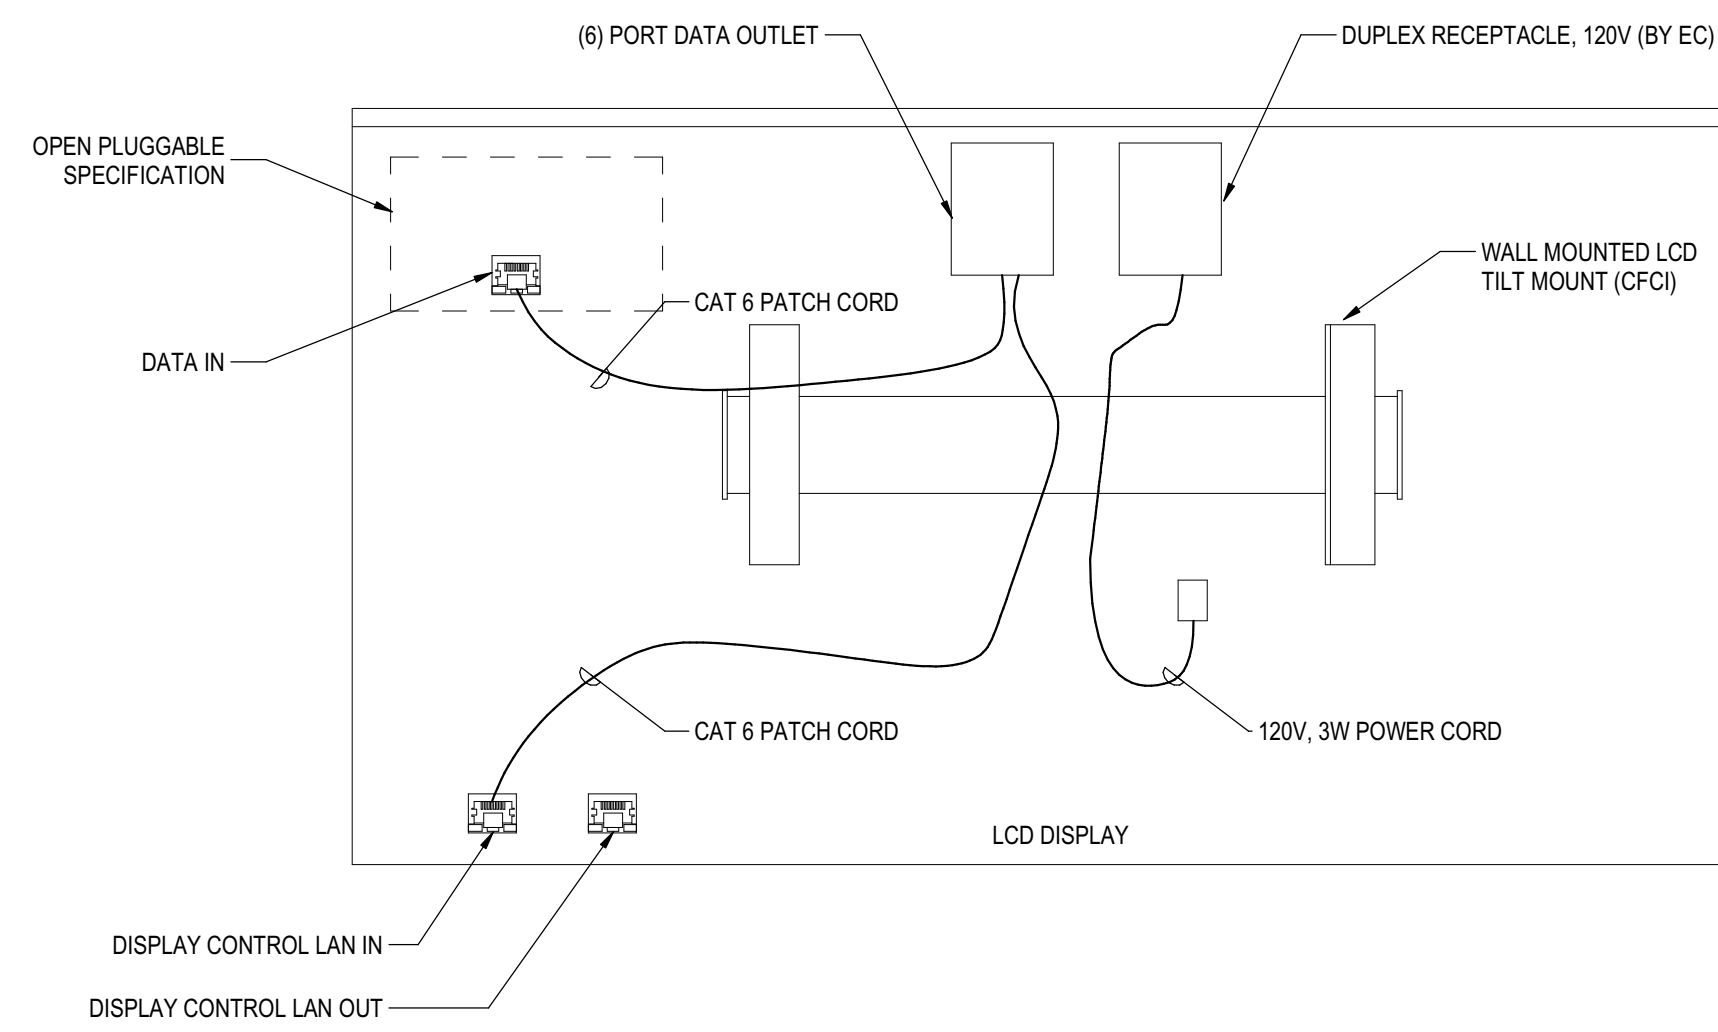 (6) PORT DATA OUTLET
DUPLEX RECEPTACLE, 120V (BY EC)
OPEN PLUGGABLE
SPECIFICATION
WALL MOUNTED LCD
TILT MOUNT (CFCI)
CAT 6 PATCH CORD
DATA IN
CAT 6 PATCH CORD
120V, 3W POWER CORD
LCD DISPLAY
DISPLAY CONTROL LAN IN
DISPLAY CONTROL LAN OUT